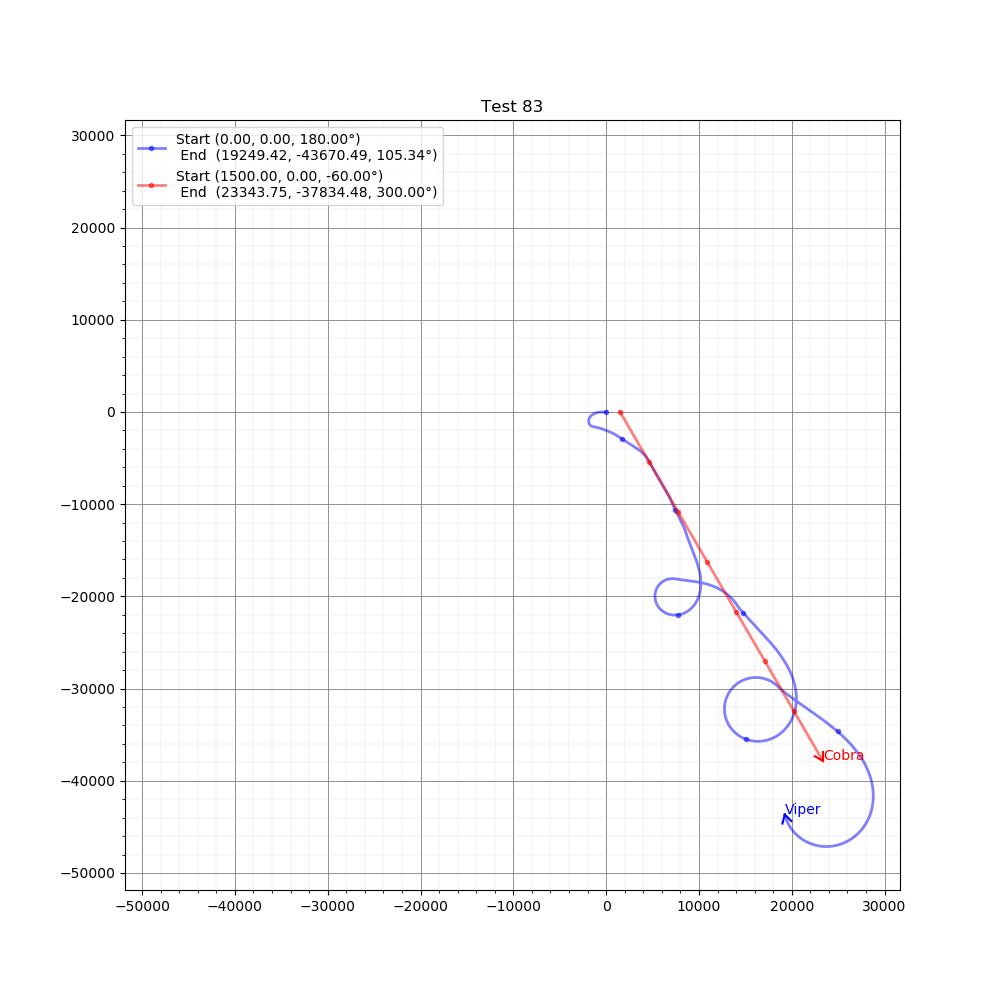 Test 83
Start (0.00, 0.00, 180.00°)
End  (19249.42, -43670.49, 105.34°)
Start (1500.00, 0.00, -60.00°)
End  (23343.75, -37834.48, 300.00°)
30000
20000
10000
0
−10000
−20000
−30000
−40000
−50000
Cobra
Viper
−50000 −40000 −30000 −20000 −10000 0 10000 20000 30000